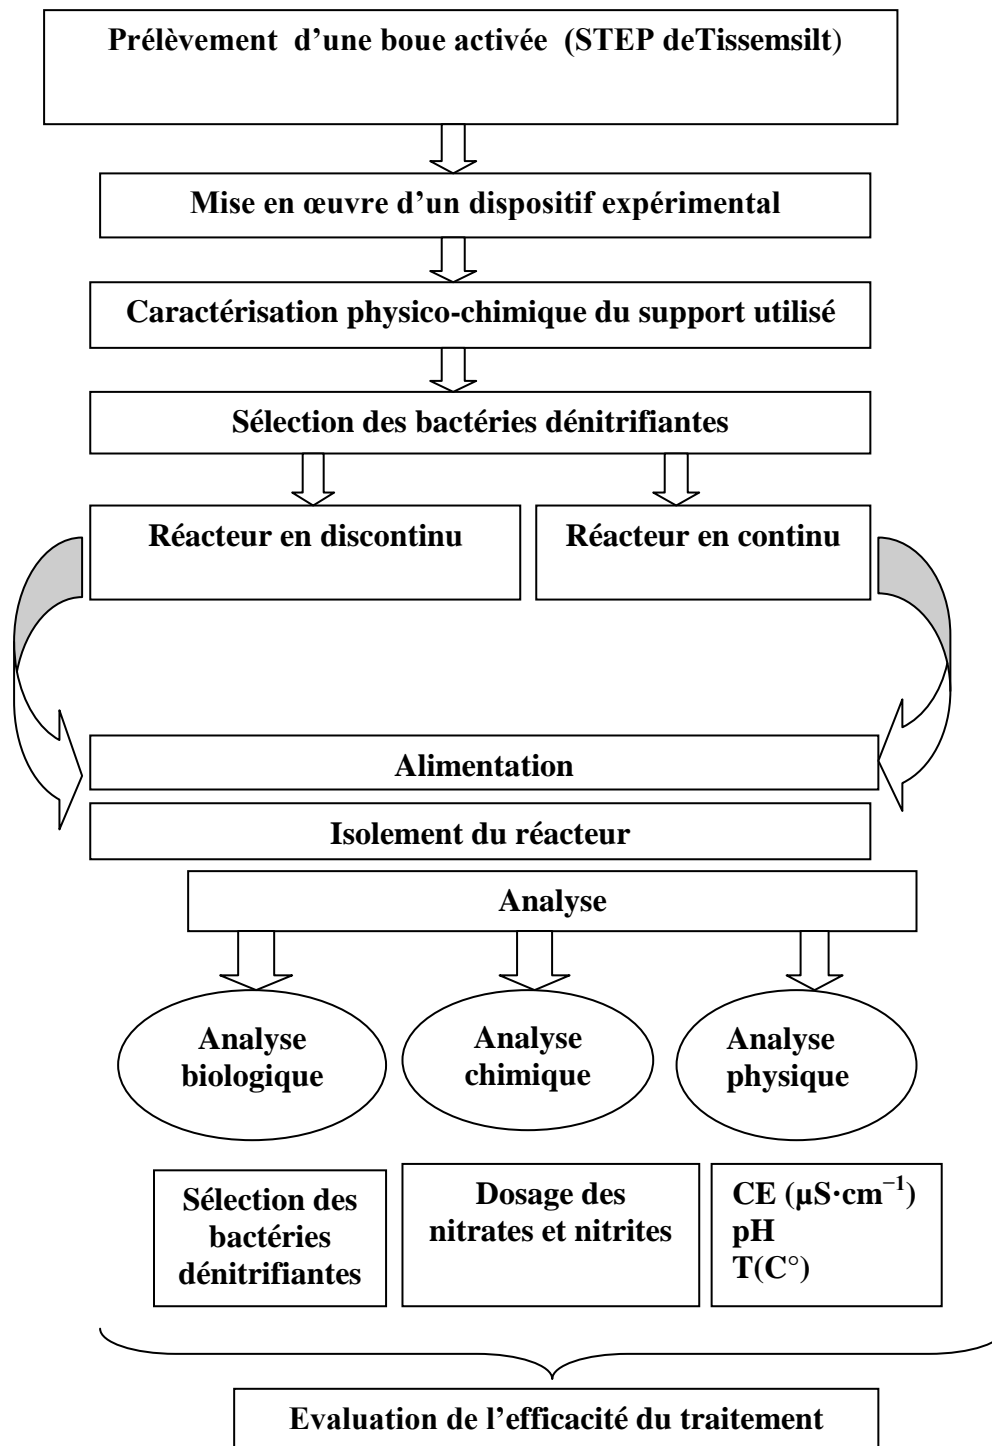 Prélèvement d’une boue activée (STEP deTissemsilt)
Mise en œuvre d’un dispositif expérimental
Caractérisation physico-chimique du support utilisé
Sélection des bactéries dénitrifiantes
Réacteur en discontinu
Réacteur en continu
Alimentation
Isolement du réacteur
Analyse
Analyse
biologique
Analyse
chimique
Analyse
physique
Sélection des
bactéries
dénitrifiantes
Dosage des
nitrates et nitrites
CE (µS·cm⁻¹)
pH
T(C°)
Evaluation de l’efficacité du traitement